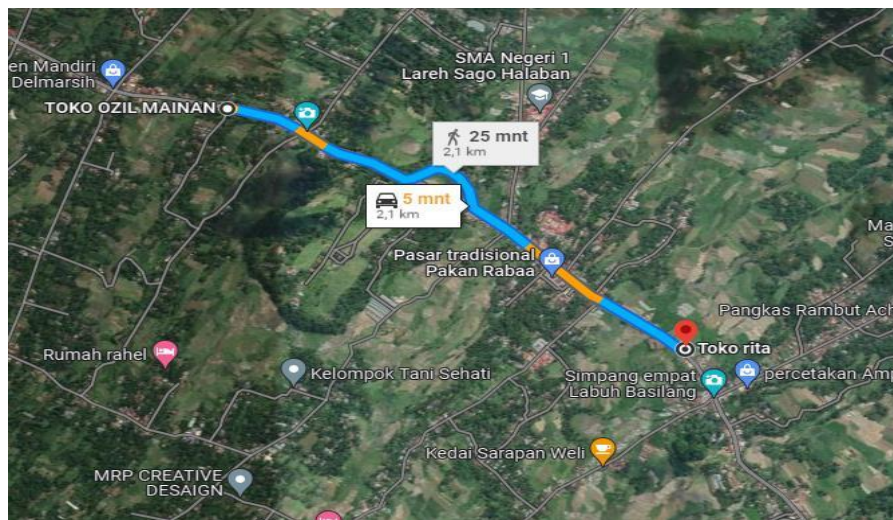 SMA Negeri 1
Lareh Sago Halaban
en Mandiri
Delmarsih
TOKO OZIL MAINAN
25 mnt
2,1 km
5 mnt
2,1 km
Pasar tradisional
Pakan Rabaa
Ma
S
Pangkas Rambut Ach
Toko rita
Rumah rahel
Kelompok Tani Sehati
Simpang empat
Labuh Basilang
percetakan Amp
Kedai Sarapan Weli
MRP CREATIVE
DESAIGN